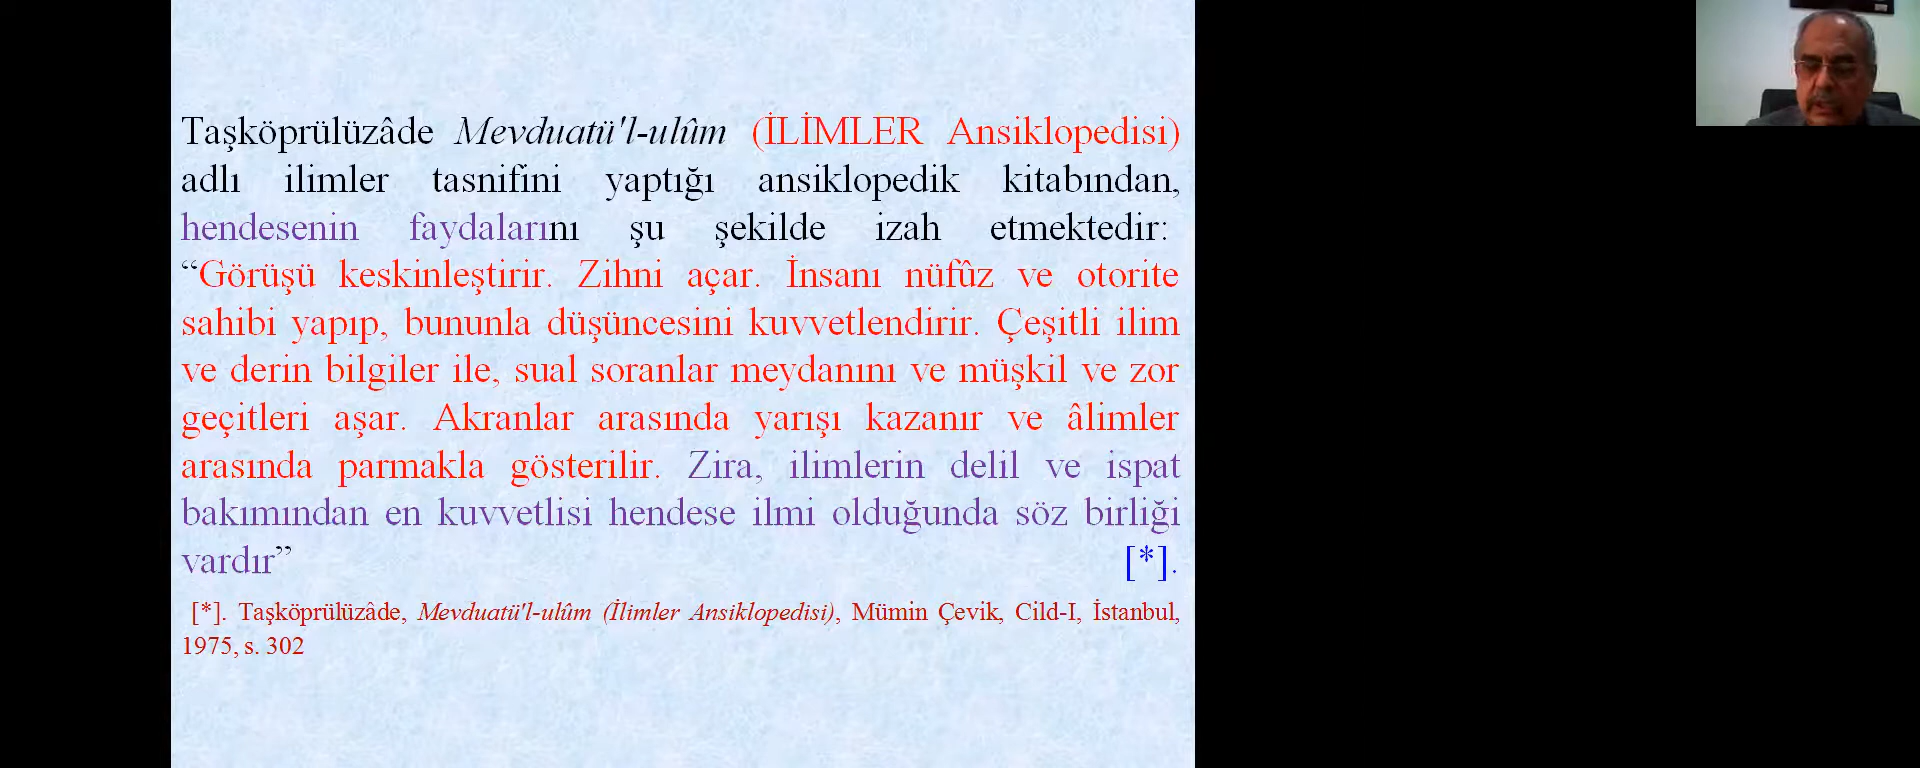 Taşköprülüzâde Mevduatü'l-ulûm (İLİMLER Ansiklopedisi)
adlı ilimler tasnifini yaptığı ansiklopedik kitabından,
hendesenin faydalarını şu şekilde izah etmektedir:
“Görüşü keskinleştirir. Zihni açar. İnsanı nüfûz ve otorite
sahibi yapıp, bununla düşüncesini kuvvetlendirir. Çeşitli ilim
ve derin bilgiler ile, sual soranlar meydanını ve müşkil ve zor
geçitleri aşar. Akranlar arasında yarışı kazanır ve âlimler
arasında parmakla gösterilir. Zira, ilimlerin delil ve ispat
bakımından en kuvvetlisi hendese ilmi olduğunda söz birliği
vardır” [*].
[*]. Taşköprülüzâde, Mevduatü'l-ulûm (İlimler Ansiklopedisi), Mümin Çevik, Cild-I, İstanbul,
1975, s. 302